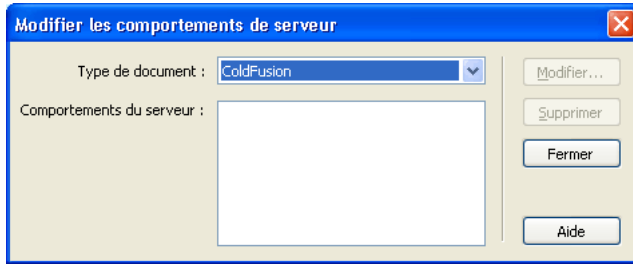 Modifier les comportements de serveur
Type de document : ColdFusion
Modifier...
Comportements du serveur :
Supprimer
Fermer
Aide